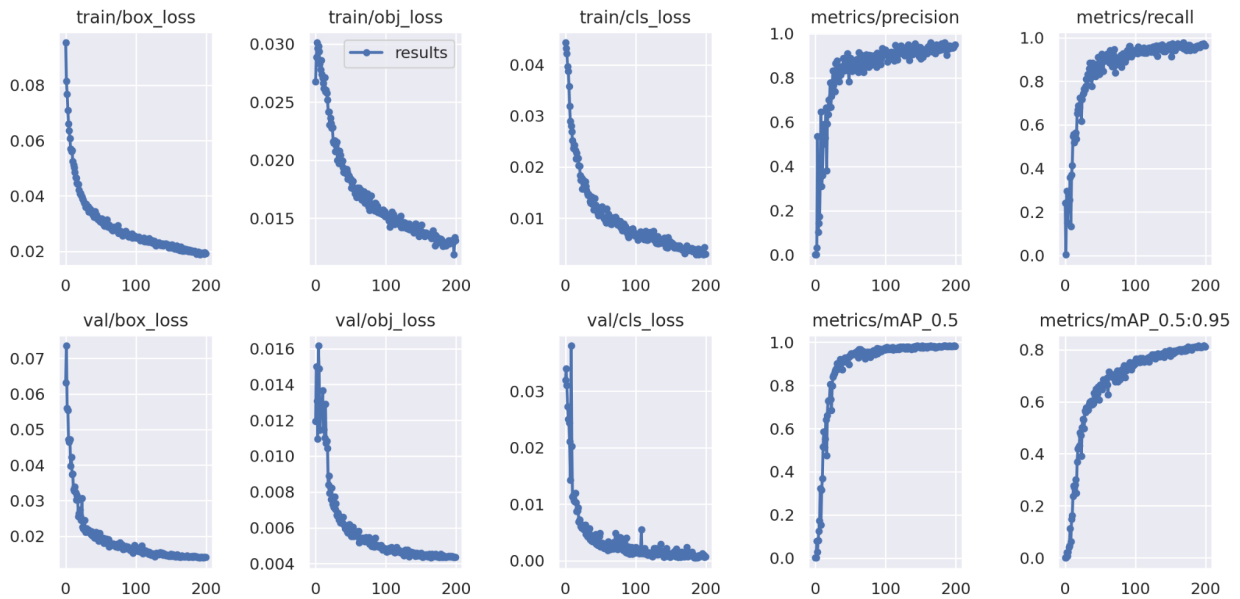 train/box_loss
train/obj_loss
train/cls_loss
metrics/precision
metrics/recall
0.08
0.06
0.04
0.02
0 100 200
0.030
0.025
0.020
0.015
results
0 100 200
0.04
0.03
0.02
0.01
0 100 200
1.0
0.8
0.6
0.4
0.2
0.0
0 100 200
1.0
0.8
0.6
0.4
0.2
0.0
0 100 200
val/box_loss
val/obj_loss
val/cls_loss
metrics/mAP_0.5
metrics/mAP_0.5:0.95
0.07
0.06
0.05
0.04
0.03
0.02
0 100 200
0.016
0.014
0.012
0.010
0.008
0.006
0.004
0 100 200
0.03
0.02
0.01
0.00
0 100 200
1.0
0.8
0.6
0.4
0.2
0.0
0 100 200
0.8
0.6
0.4
0.2
0.0
0 100 200